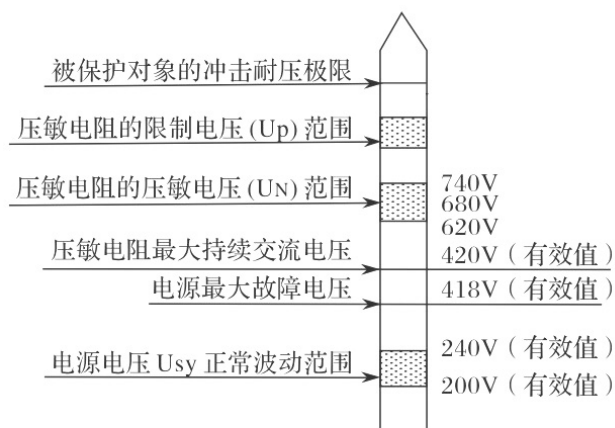 被保护对象的冲击耐压极限
压敏电阻的限制电压(Up)范围
压敏电阻的压敏电压(UN)范围
740V
680V
620V
压敏电阻最大持续交流电压
420V(有效值)
电源最大故障电压
418V(有效值)
240V(有效值)
电源电压 Usy 正常波动范围
200V(有效值)